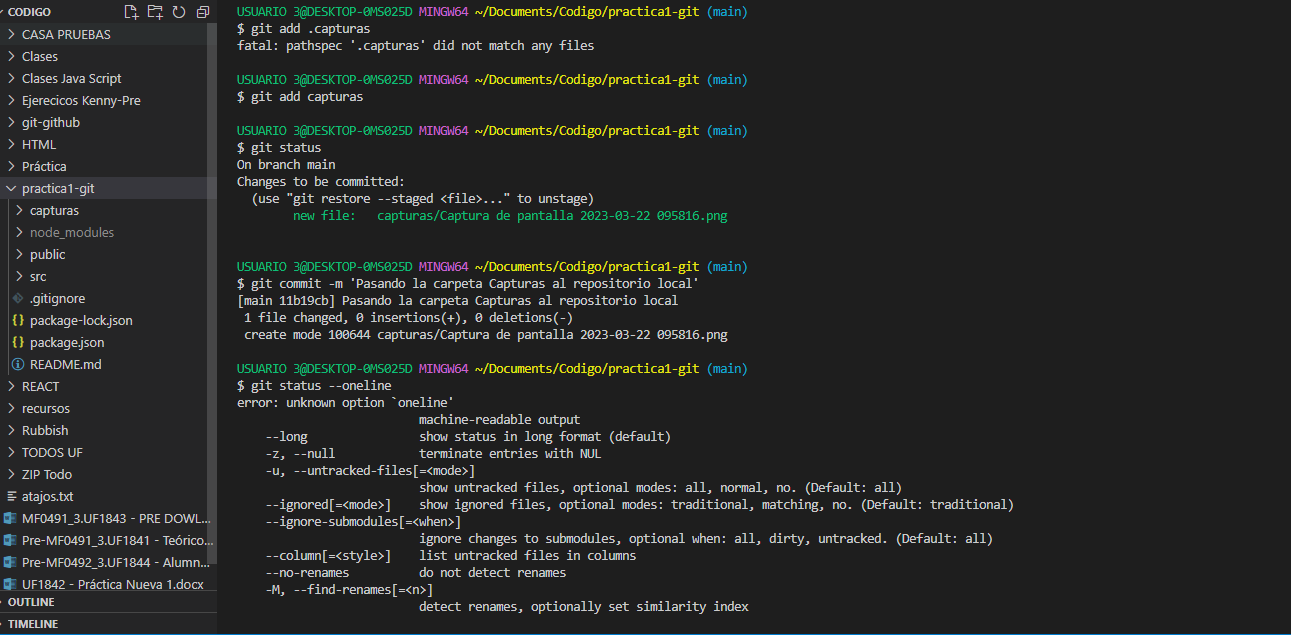 CODIGO
CASA PRUEBAS
Clases
Clases Java Script
Ejerecicos Kenny-Pre
git-github
HTML
Práctica
practica1-git
capturas
node_modules
public
src
.gitignore
package-lock.json
package.json
README.md
REACT
recursos
Rubbish
TODOS UF
ZIP Todo
atajos.txt
MF0491_3.UF1843 - PRE DOWL...
Pre-MF0491_3.UF1841 - Teórico...
Pre-MF0492_3.UF1844 - Alumn...
UF1842 - Práctica Nueva 1.docx
OUTLINE
TIMELINE
USUARIO 3@DESKTOP-0MS025D MINGW64 ~/Documents/Codigo/practica1-git (main)
$ git add .capturas
fatal: pathspec '.capturas' did not match any files
USUARIO 3@DESKTOP-0MS025D MINGW64 ~/Documents/Codigo/practica1-git (main)
$ git add capturas
USUARIO 3@DESKTOP-0MS025D MINGW64 ~/Documents/Codigo/practica1-git (main)
$ git status
On branch main
Changes to be committed:
  (use "git restore --staged <file>..." to unstage)
        new file:   capturas/Captura de pantalla 2023-03-22 095816.png
USUARIO 3@DESKTOP-0MS025D MINGW64 ~/Documents/Codigo/practica1-git (main)
$ git commit -m 'Pasando la carpeta Capturas al repositorio local'
[main 11b19cb] Pasando la carpeta Capturas al repositorio local
 1 file changed, 0 insertions(+), 0 deletions(-)
 create mode 100644 capturas/Captura de pantalla 2023-03-22 095816.png
USUARIO 3@DESKTOP-0MS025D MINGW64 ~/Documents/Codigo/practica1-git (main)
$ git status --oneline
error: unknown option `oneline'
                          machine-readable output
    --long                show status in long format (default)
    -z, --null            terminate entries with NUL
    -u, --untracked-files[=<mode>]
                          show untracked files, optional modes: all, normal, no. (Default: all)
    --ignored[=<mode>]    show ignored files, optional modes: traditional, matching, no. (Default: traditional)
    --ignore-submodules[=<when>]
                          ignore changes to submodules, optional when: all, dirty, untracked. (Default: all)
    --column[=<style>]    list untracked files in columns
    --no-renames          do not detect renames
    -M, --find-renames[=<n>]
                          detect renames, optionally set similarity index